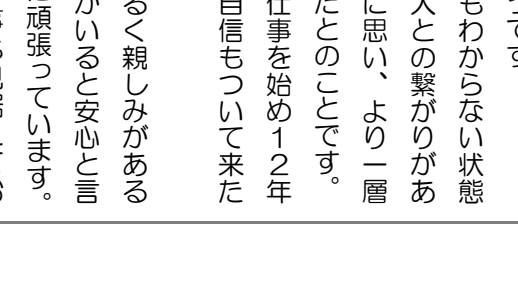 です
もわからない状態
人との繋がりがあ
に思い、より一層
たとのことです。
仕事を始め１２年
自信もついて来た
るく親しみがある
がいると安心と言
頑張っています。